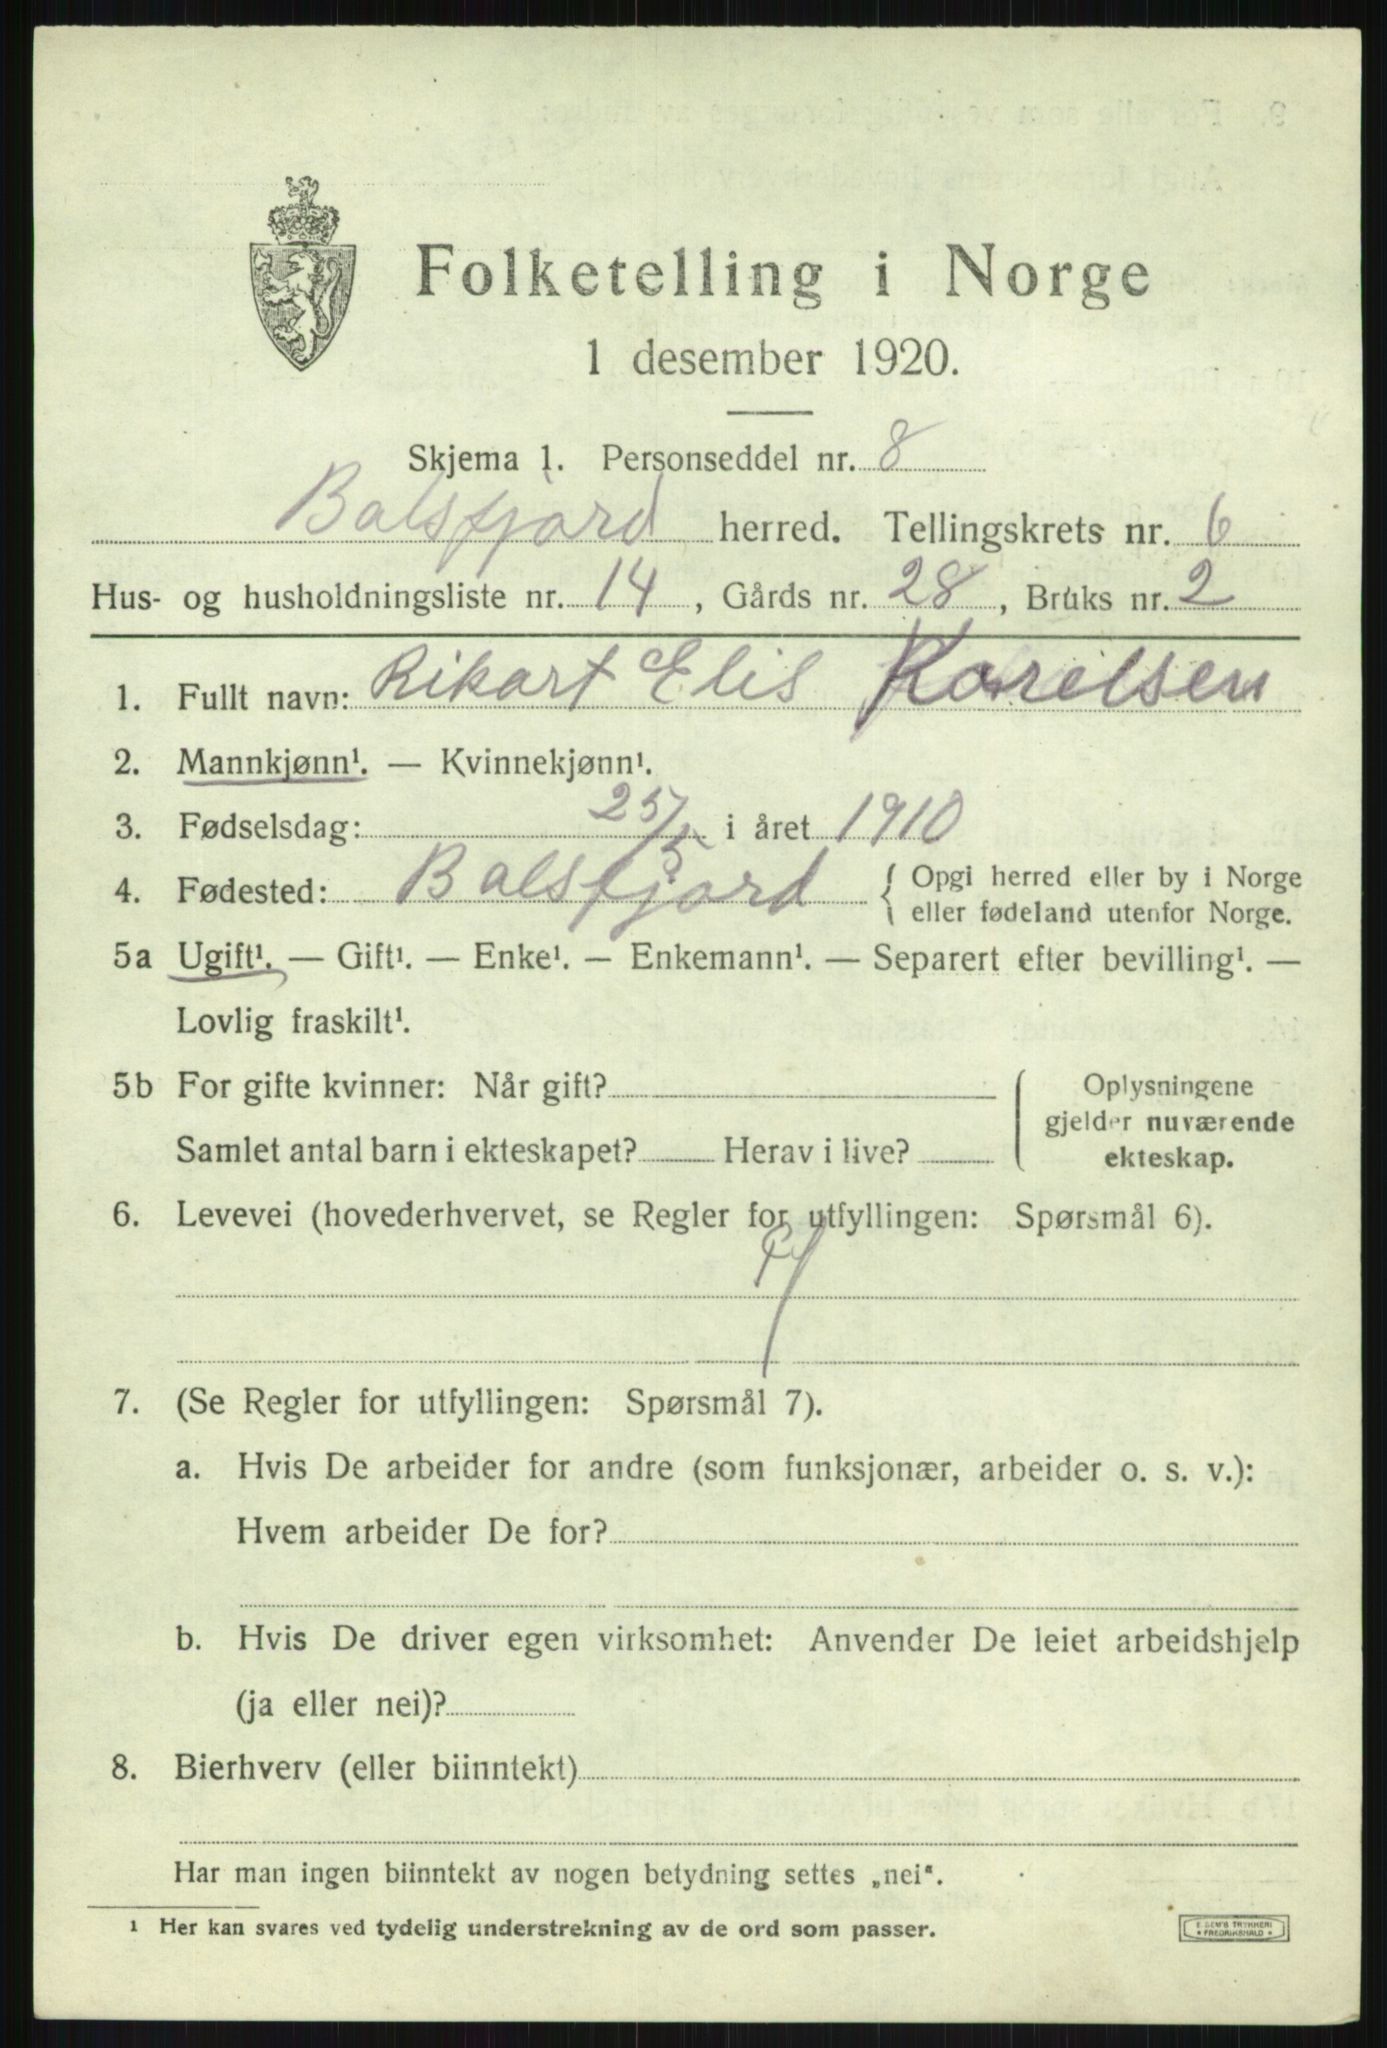 Folketelling i Norge
1 desember 1920.
Skjema 1. Personseddel nr. 8
Balsfjord herred. Tellingskrets nr. 6
Hus- og husholdningsliste nr. 14, Gårds nr. 28, Bruks nr. 2
1. Fullt navn: Rikart Elis Karelsen
2. Mannkjønn¹. — Kvinnekjønn¹.
3. Fødselsdag: 25/5 i året 1910
4. Fødested: Balsfjord { Opgi herred eller by i Norge
eller fødeland utenfor Norge.
5a Ugift¹. — Gift¹. — Enke¹. — Enkemann¹. — Separert efter bevilling¹. —
Lovlig fraskilt¹.
5b For gifte kvinner: Når gift? Oplysningene
gjelder nuværende
Samlet antal barn i ekteskapet? Herav i live? ekteskap.
6. Levevei (hovederhvervet, se Regler for utfyllingen: Spørsmål 6).
7. (Se Regler for utfyllingen: Spørsmål 7).
a. Hvis De arbeider for andre (som funksjonær, arbeider o. s. v.):
Hvem arbeider De for?
b. Hvis De driver egen virksomhet: Anvender De leiet arbeidshjelp
(ja eller nei)?
8. Bierhverv (eller biinntekt)
Har man ingen biinntekt av nogen betydning settes „nei“.
¹ Her kan svares ved tydelig understrekning av de ord som passer.
E. SEM'S TRYKKERI
* FREDRIKSHALD *